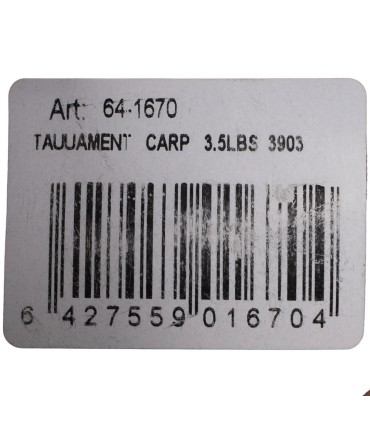 Art: 64-1670
TAUUAMENT CARP 3.5LBS 3903
6 427559 016704